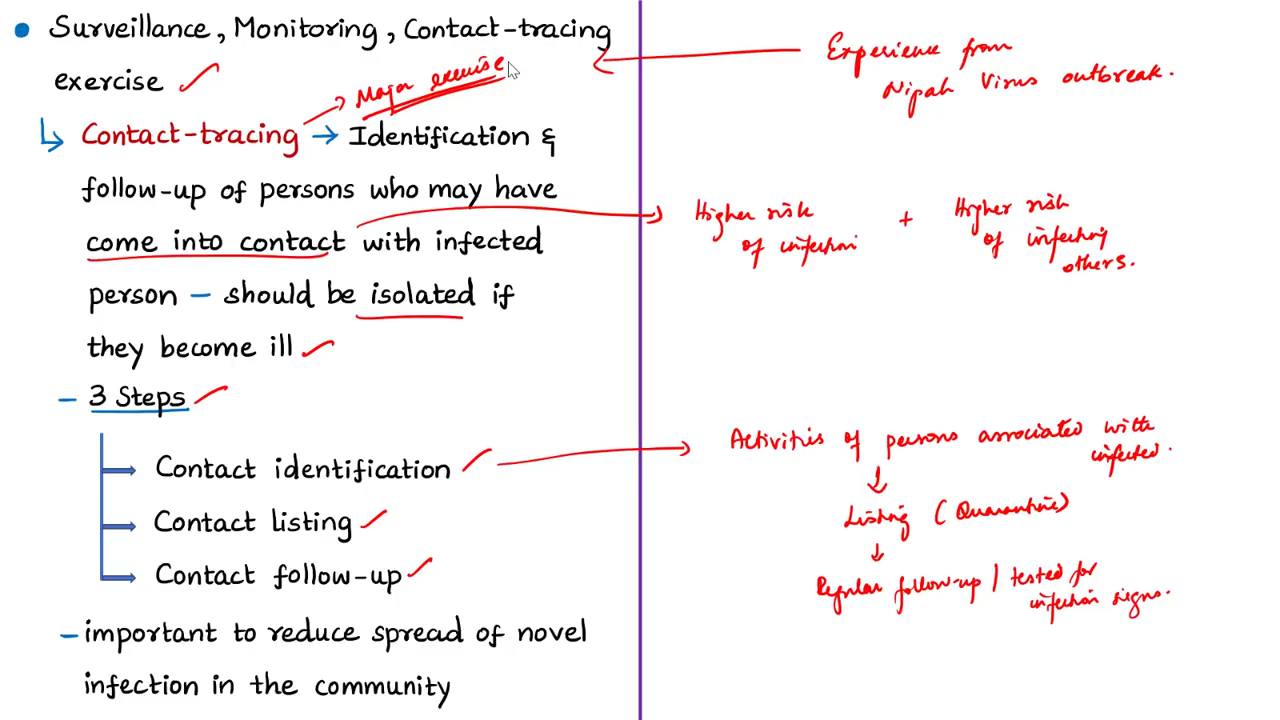 Surveillance, Monitoring, Contact-tracing
exercise
Major exercise
Contact-tracing → Identification &
follow-up of persons who may have
come into contact with infected
person – should be isolated if
they become ill
– 3 Steps
Contact identification
Contact listing
Contact follow-up
– important to reduce spread of novel
infection in the community
Experience from
Nipah Virus outbreak.
Higher risk
of infection
+
Higher risk
of infecting
others.
Activities of persons associated with
infected.
Listing (Quarantine)
Regular follow-up / tested for
infection signs.